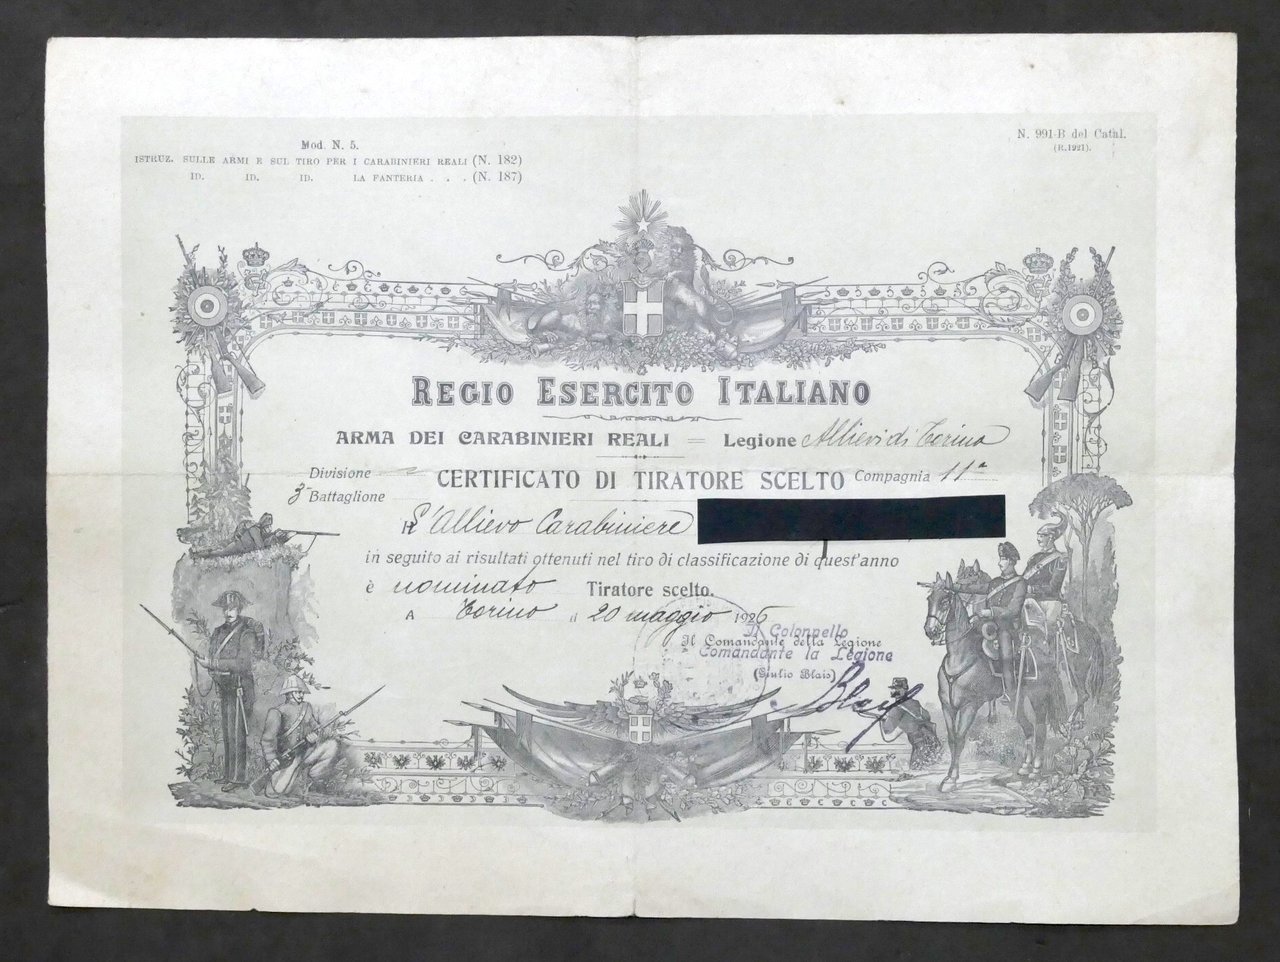 Mod. N. 5.
ISTRUZ. SULLE ARMI E SUL TIRO PER I CARABINIERI REALI (N. 182)
ID. ID. ID. LA FANTERIA . . . (N. 187)
N. 991-B del Catal.
(R. 1921).
REGIO ESERCITO ITALIANO
ARMA DEI CARABINIERI REALI = Legione Allievi di Torino
Divisione CERTIFICATO DI TIRATORE SCELTO Compagnia 11ª
3º Battaglione
L'Allievo Carabiniere
in seguito ai risultati ottenuti nel tiro di classificazione di quest'anno
è nominato Tiratore scelto.
A Torino il 20 maggio 1926
Il Colonnello
Il Comandante della Legione
Comandante la Legione
(Giulio Blais)
Blais